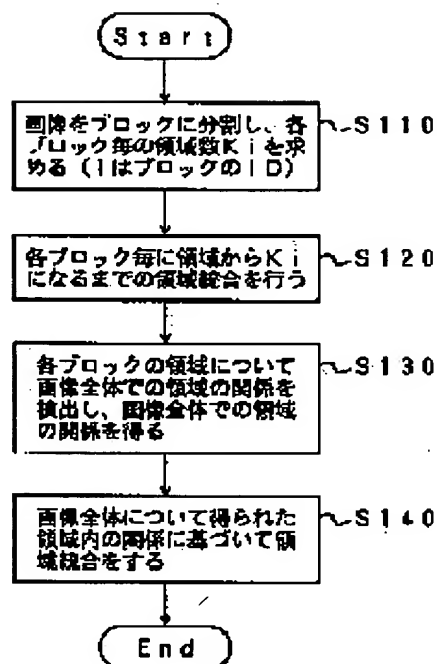 Start
画像をブロックに分割し、各
ブロック毎の領域数Kiを求
める(iはブロックのID)
S110
各ブロック毎に領域からKi
になるまでの領域統合を行う
S120
各ブロックの領域について
画像全体での領域の関係を
検出し、画像全体での領域
の関係を得る
S130
画像全体について得られた
領域内の関係に基づいて領
域統合をする
S140
End